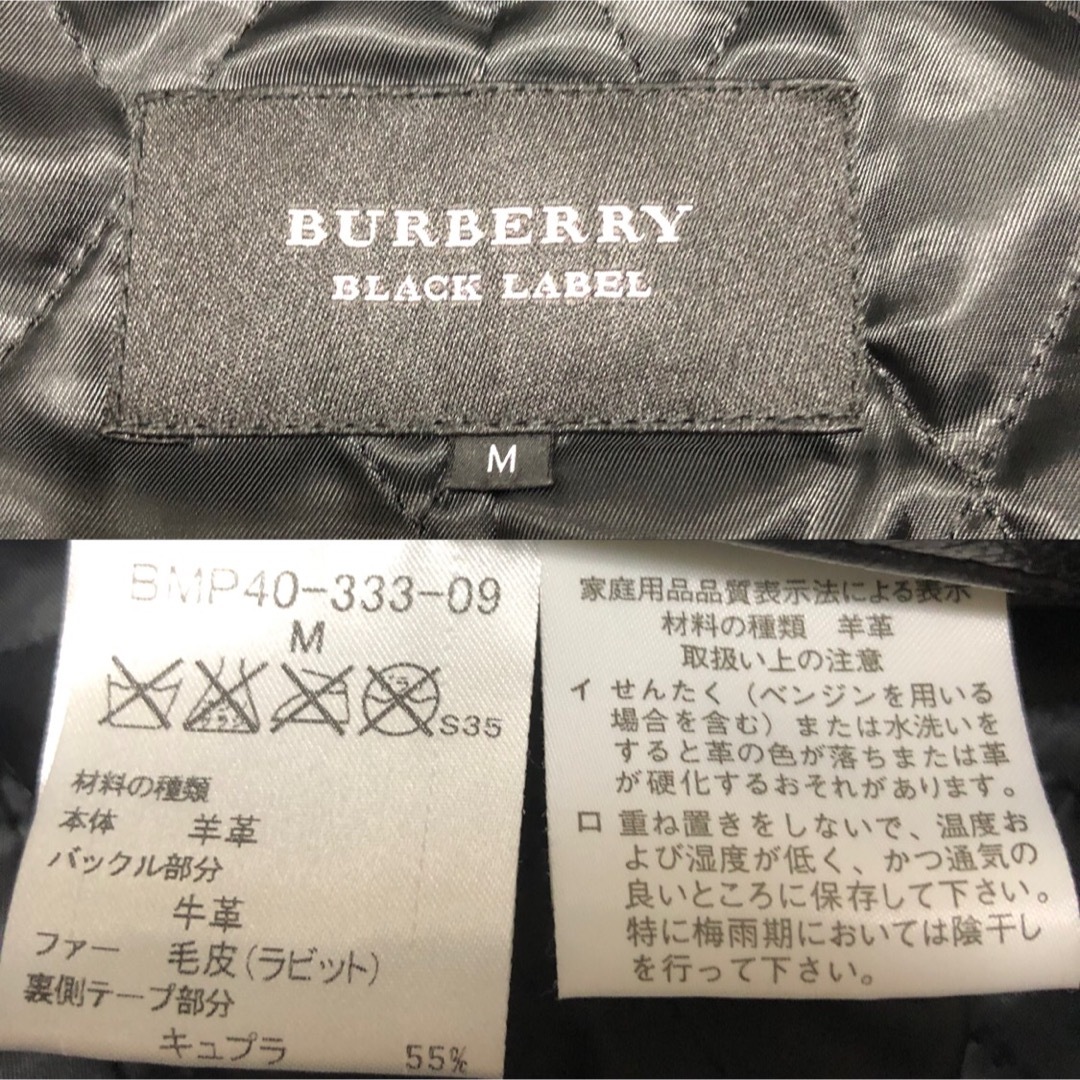 BURBERRY
BLACK LABEL
M
BMP40-333-09
M
S35
材料の種類
本体 羊革
バックル部分
牛革
ファー 毛皮(ラビット)
裏側テープ部分
キュプラ 55%
家庭用品品質表示法による表示
材料の種類 羊革
取扱い上の注意
イ せんたく(ベンジンを用いる
場合を含む)または水洗いを
すると革の色が落ちまたは革
が硬化するおそれがあります。
ロ 重ね置きをしないで、温度お
よび湿度が低く、かつ通気の
良いところに保存して下さい。
特に梅雨期においては陰干し
を行って下さい。